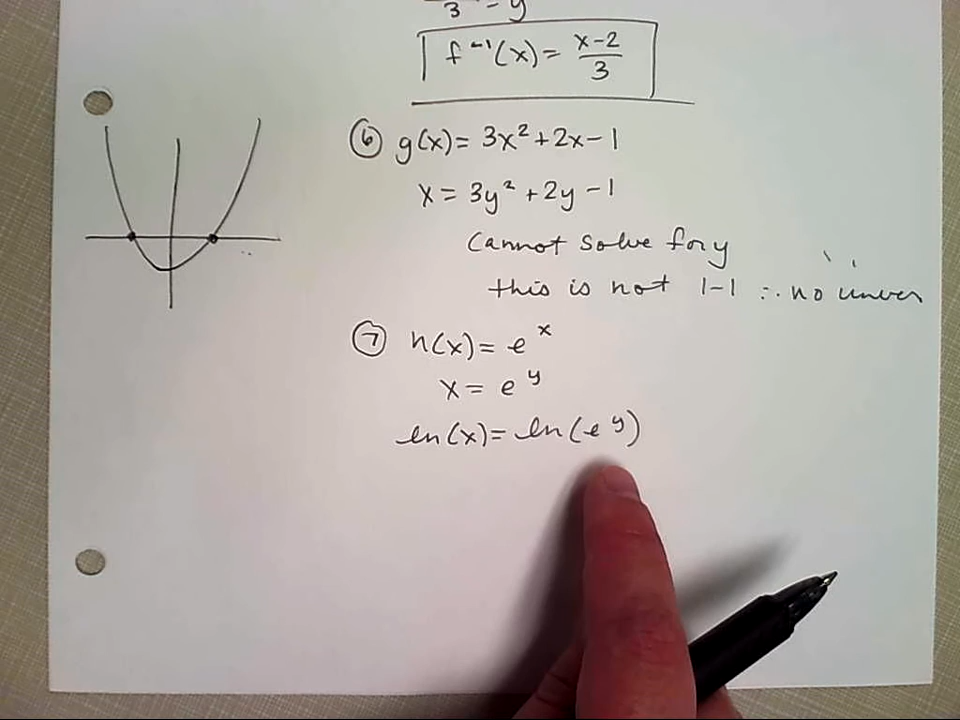 3 = y
f⁻¹(x) = x-2/3
⑥ g(x) = 3x² + 2x - 1
x = 3y² + 2y - 1
Cannot solve for y
this is not 1-1 ∴ no
⑦ h(x) = e^x
x = e^y
ln(x) = ln(e^y)